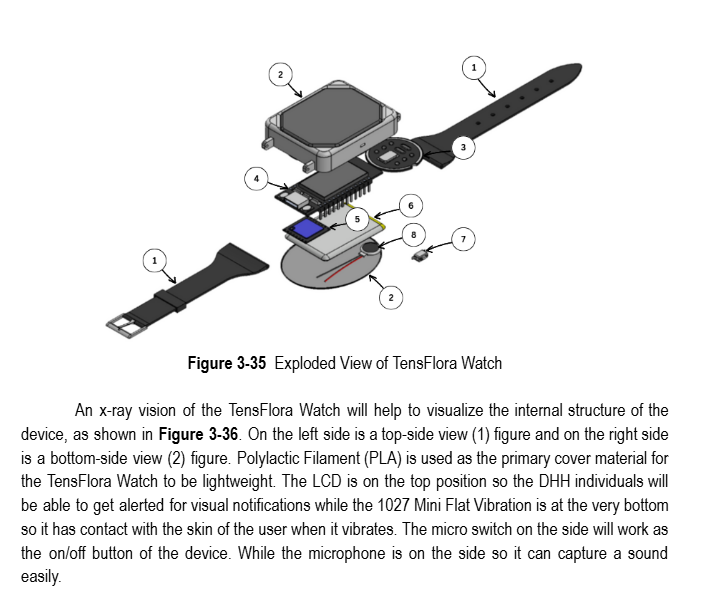 2
1
3
4
5
6
8
7
1
2
Figure 3-35 Exploded View of TensFlora Watch
An x-ray vision of the TensFlora Watch will help to visualize the internal structure of the
device, as shown in Figure 3-36. On the left side is a top-side view (1) figure and on the right side
is a bottom-side view (2) figure. Polylactic Filament (PLA) is used as the primary cover material for
the TensFlora Watch to be lightweight. The LCD is on the top position so the DHH individuals will
be able to get alerted for visual notifications while the 1027 Mini Flat Vibration is at the very bottom
so it has contact with the skin of the user when it vibrates. The micro switch on the side will work as
the on/off button of the device. While the microphone is on the side so it can capture a sound
easily.